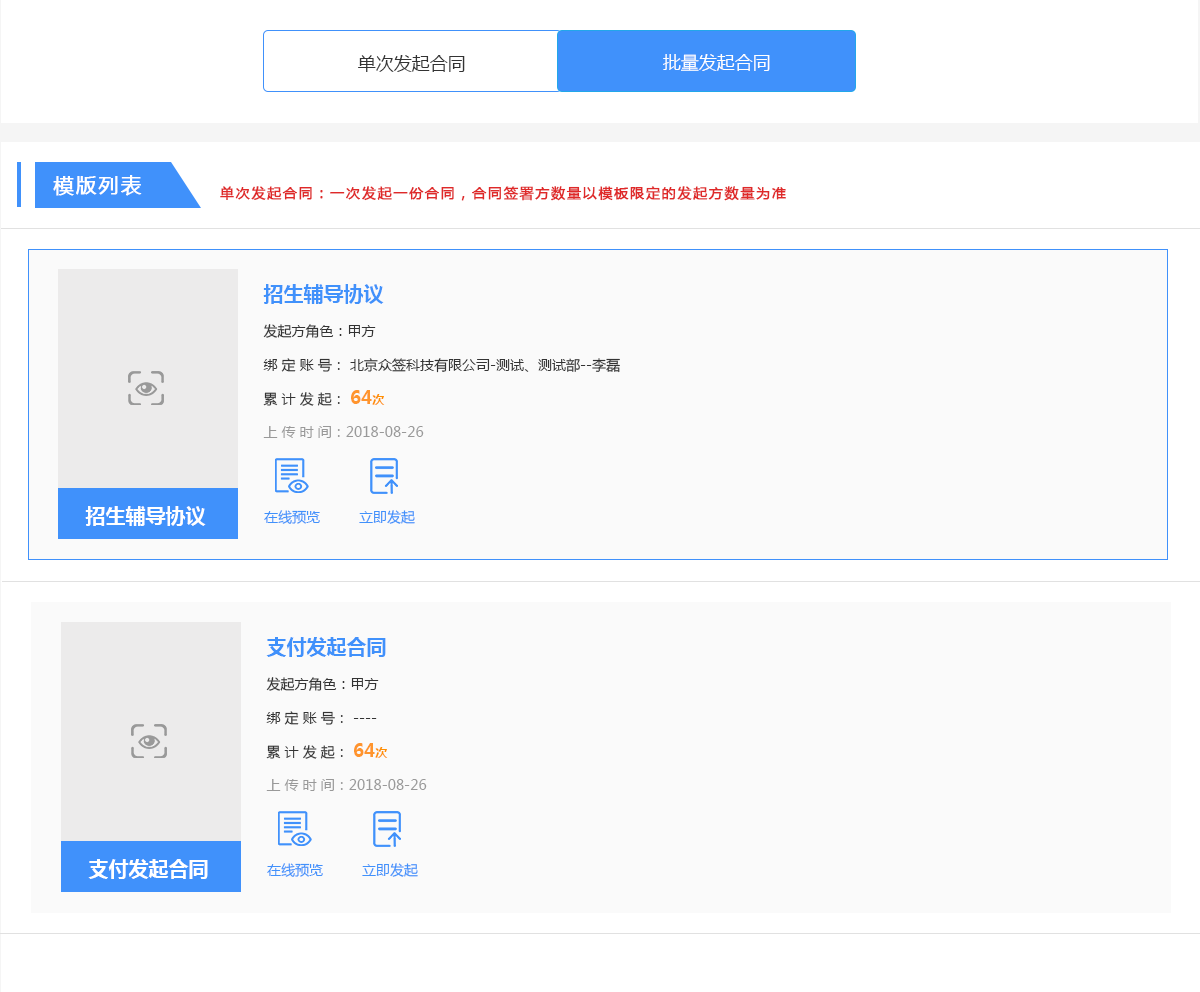 单次发起合同
批量发起合同
模版列表
单次发起合同：一次发起一份合同，合同签署方数量以模板限定的发起方数量为准
招生辅导协议
发起方角色：甲方
绑 定 账 号： 北京众签科技有限公司-测试、测试部--李磊
累 计 发 起： 64次
上 传 时 间：2018-08-26
在线预览 立即发起
招生辅导协议
支付发起合同
发起方角色：甲方
绑 定 账 号： ----
累 计 发 起： 64次
上 传 时 间：2018-08-26
在线预览 立即发起
支付发起合同